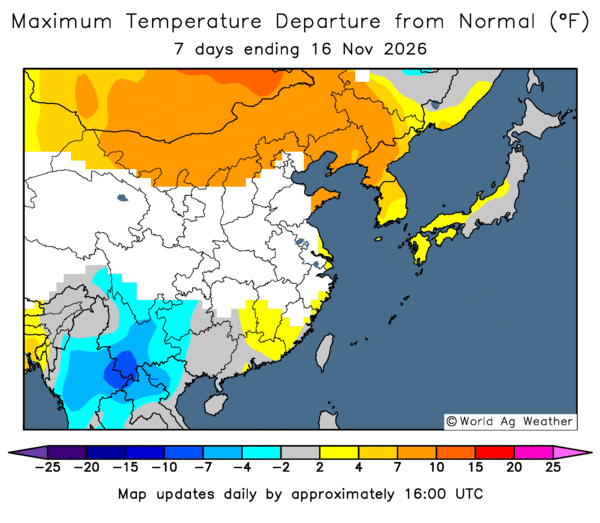 Maximum Temperature Departure from Normal (°F)
7 days ending 16 Nov 2026
© World Ag Weather
-25 -20 -15 -10 -7 -4 -2 2 4 7 10 15 20 25
Map updates daily by approximately 16:00 UTC